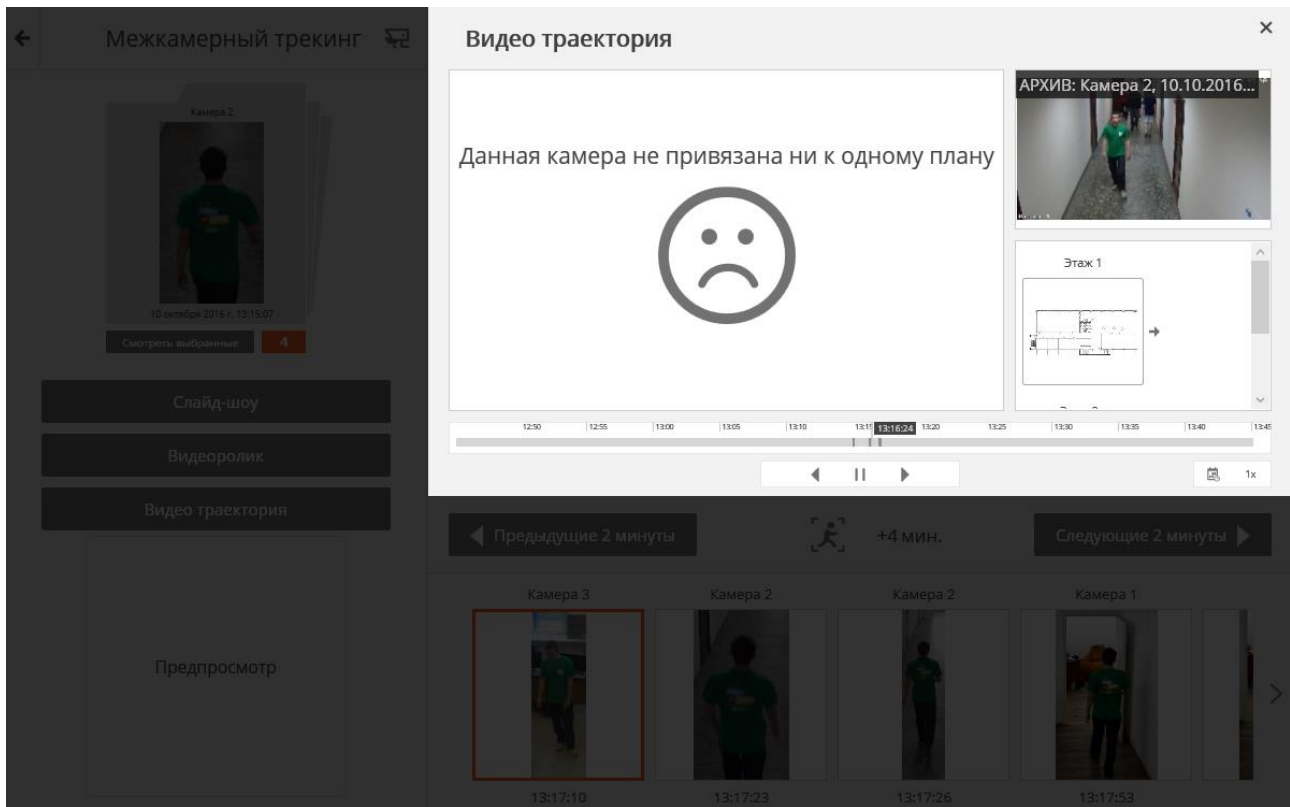 Межкамерный трекинг
Камера 2
10 октября 2016 г. 13:15:07
Смотреть выбранные 4
Слайд-шоу
Видеоролик
Видео траектория
Предпросмотр
Видео траектория
Данная камера не привязана ни к одному плану
АРХИВ: Камера 2, 10.10.2016...
Этаж 1
12:50 12:55 13:00 13:05 13:10 13:15 13:16:24 13:20 13:25 13:30 13:35 13:40 13:45
1x
Предыдущие 2 минуты
+4 мин.
Следующие 2 минуты
Камера 3 Камера 2 Камера 2 Камера 1
13:17:10 13:17:23 13:17:26 13:17:53